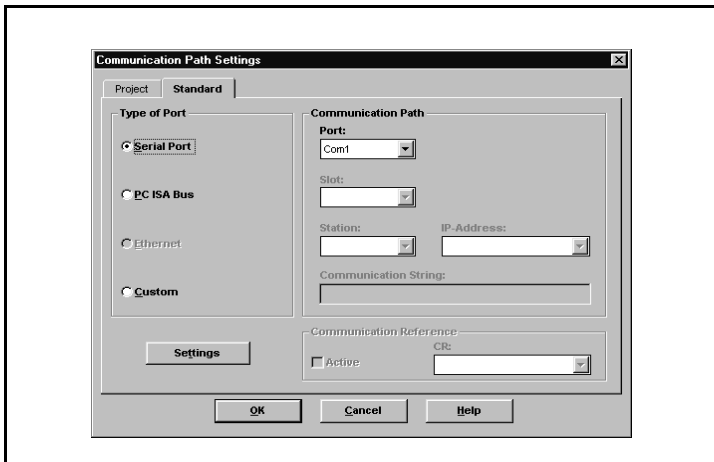 Communication Path Settings
Project Standard
Type of Port
Serial Port
PC ISA Bus
Ethernet
Custom
Settings
Communication Path
Port:
Com1
Slot:
Station: IP-Address:
Communication String:
Communication Reference
CR:
Active
OK Cancel Help